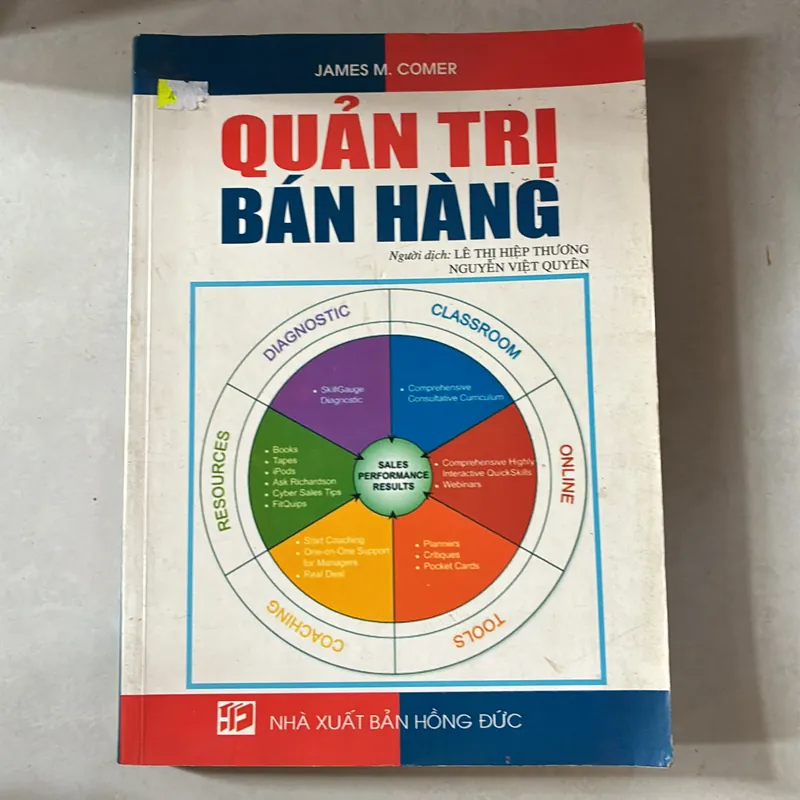 JAMES M. COMER
QUẢN TRỊ
BÁN HÀNG
Người dịch: LÊ THỊ HIỆP THƯƠNG
NGUYỄN VIỆT QUYÊN
DIAGNOSTIC
CLASSROOM
• SkillGauge
Diagnostic
• Comprehensive
Consultative Curriculum
RESOURCES
• Books
• Tapes
• iPods
• Ask Richardson
• Cyber Sales Tips
• FitQuips
SALES
PERFORMANCE
RESULTS
• Comprehensive Highly
Interactive QuickSkills
• Webinars
ONLINE
• Start Coaching
• One-on-One Support
for Managers
• Real Deal
• Planners
• Critiques
• Pocket Cards
COACHING
TOOLS
NHÀ XUẤT BẢN HỒNG ĐỨC